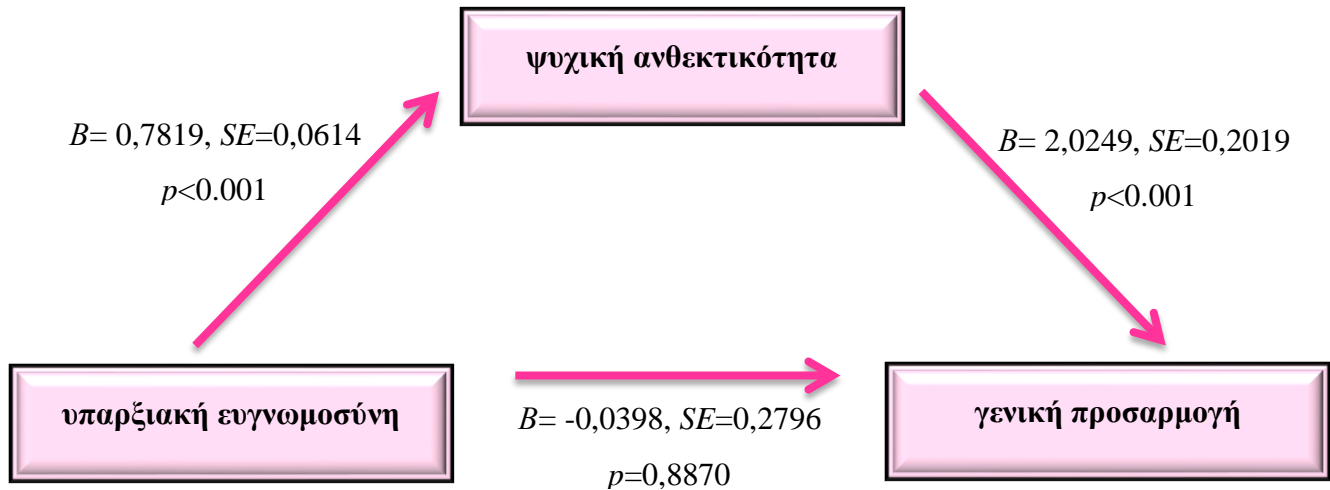 ψυχική ανθεκτικότητα
B= 0,7819, SE=0,0614
p<0.001
B= 2,0249, SE=0,2019
p<0.001
υπαρξιακή ευγνωμοσύνη
B= -0,0398, SE=0,2796
p=0,8870
γενική προσαρμογή